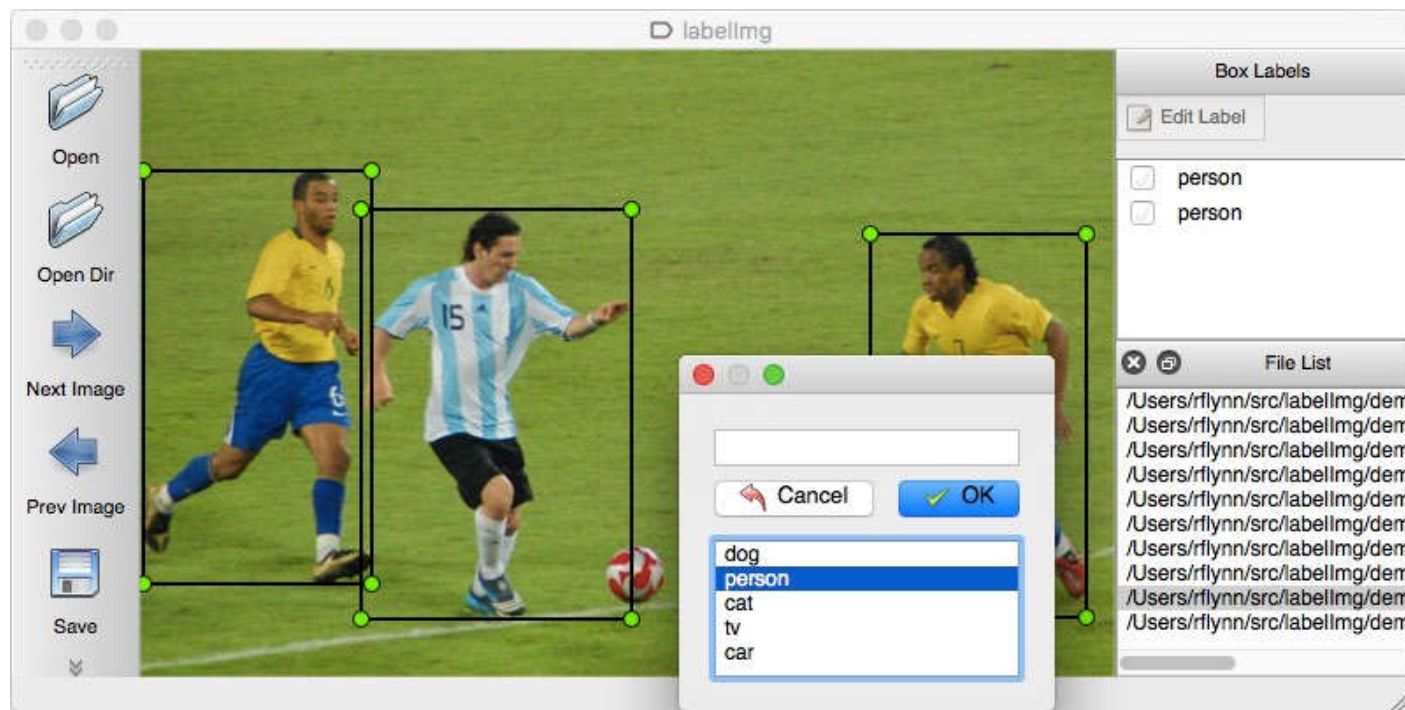 labelImg
Open
Open Dir
Next Image
Prev Image
Save
6
6
15
7
Cancel
OK
dog
person
cat
tv
car
Box Labels
Edit Label
person
person
File List
/Users/rflynn/src/labelImg/dem
/Users/rflynn/src/labelImg/dem
/Users/rflynn/src/labelImg/dem
/Users/rflynn/src/labelImg/dem
/Users/rflynn/src/labelImg/dem
/Users/rflynn/src/labelImg/dem
/Users/rflynn/src/labelImg/dem
/Users/rflynn/src/labelImg/dem
/Users/rflynn/src/labelImg/dem
/Users/rflynn/src/labelImg/dem